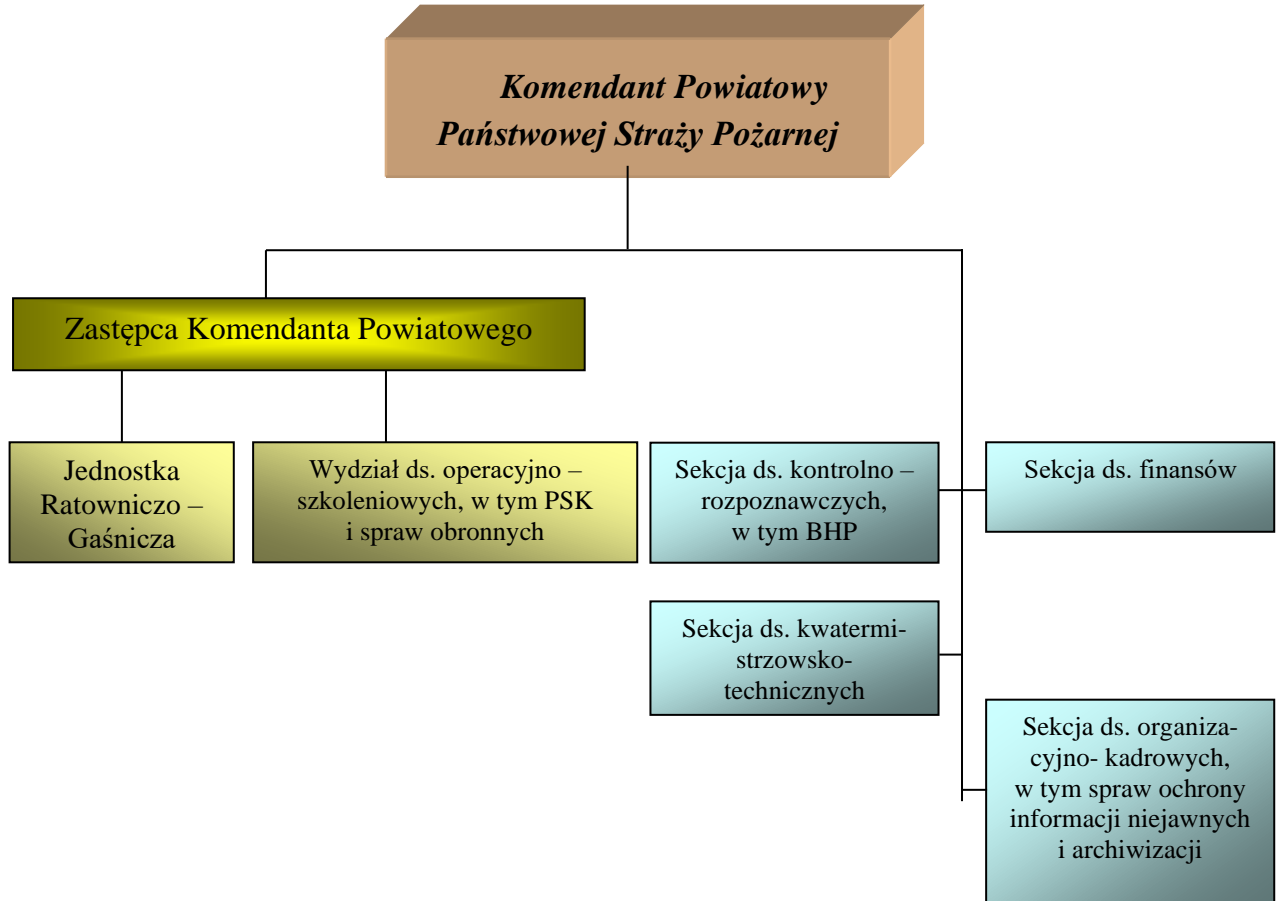 Komendant Powiatowy
Państwowej Straży Pożarnej
Zastępca Komendanta Powiatowego
Jednostka
Ratowniczo –
Gaśnicza
Wydział ds. operacyjno –
szkoleniowych, w tym PSK
i spraw obronnych
Sekcja ds. kontrolno –
rozpoznawczych,
w tym BHP
Sekcja ds. finansów
Sekcja ds. kwatermi-
strzowsko-
technicznych
Sekcja ds. organiza-
cyjno- kadrowych,
w tym spraw ochrony
informacji niejawnych
i archiwizacji